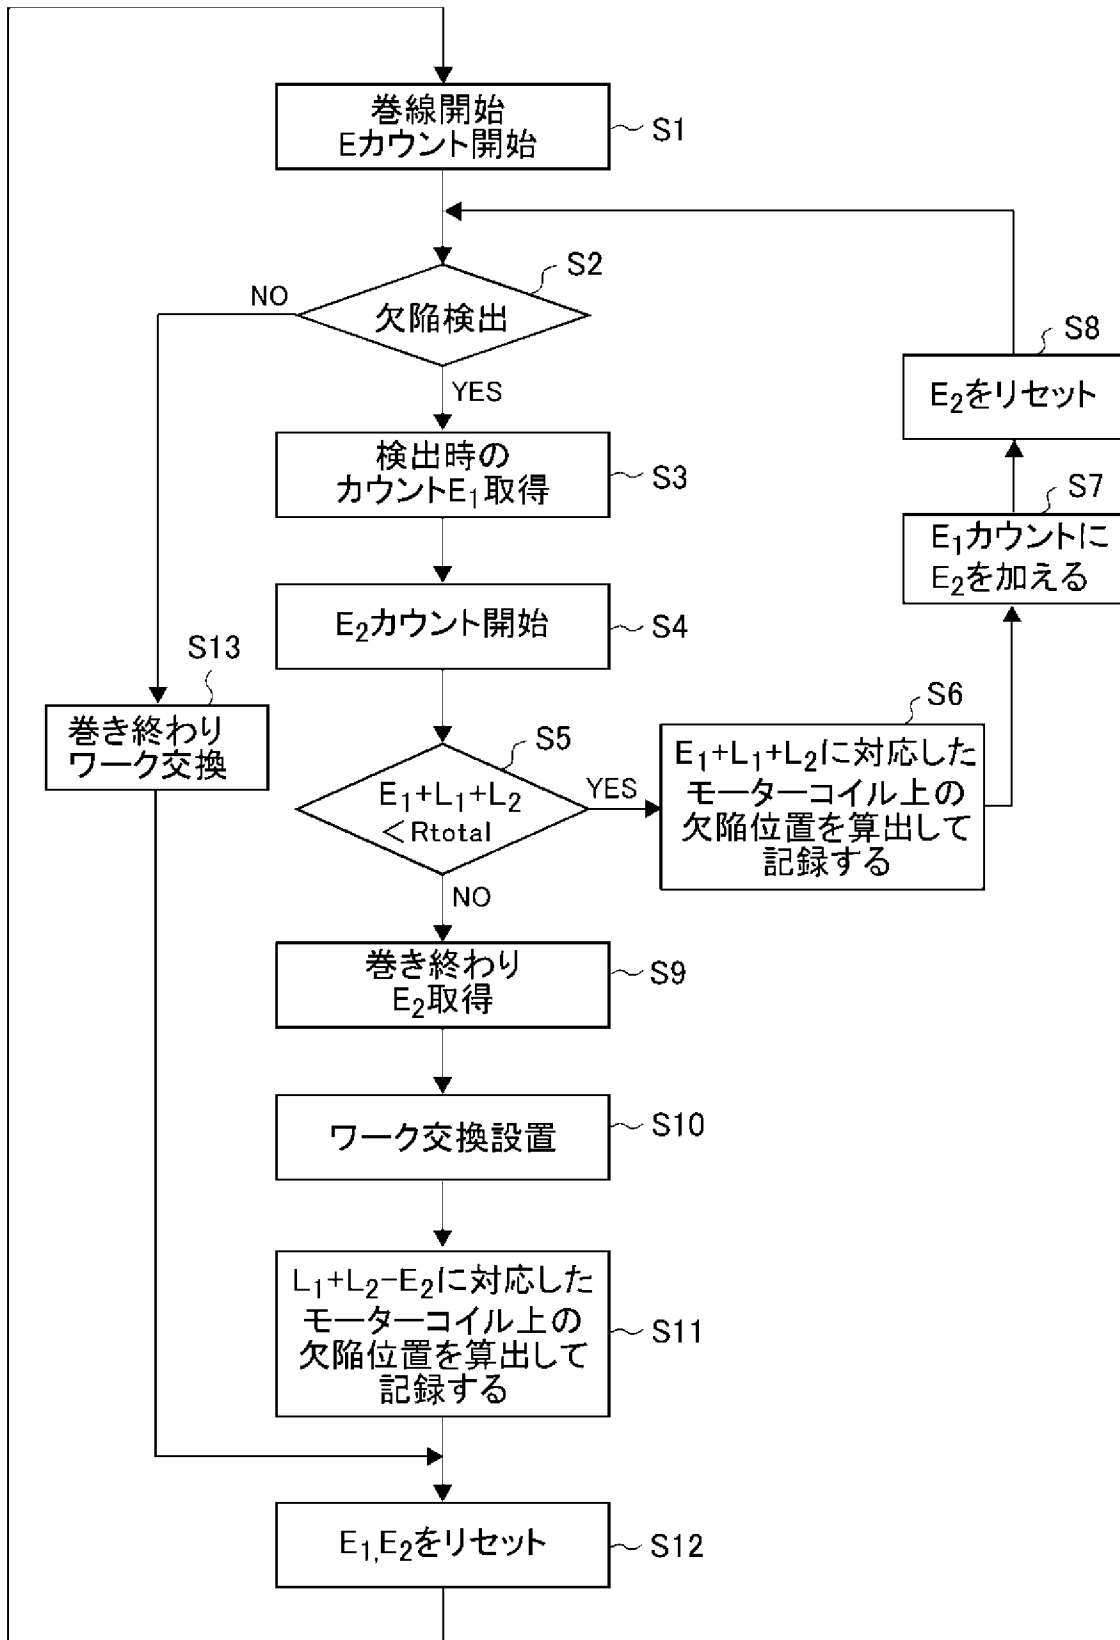 巻線開始
Eカウント開始
S1
S2
欠陥検出
NO
YES
検出時の
カウントE₁取得
S3
E₂カウント開始
S4
S5
E₁+L₁+L₂
<Rtotal
YES
NO
S6
E₁+L₁+L₂に対応した
モーターコイル上の
欠陥位置を算出して
記録する
S7
E₁カウントに
E₂を加える
S8
E₂をリセット
巻き終わり
E₂取得
S9
ワーク交換設置
S10
L₁+L₂-E₂に対応した
モーターコイル上の
欠陥位置を算出して
記録する
S11
S13
巻き終わり
ワーク交換
E₁,E₂をリセット
S12